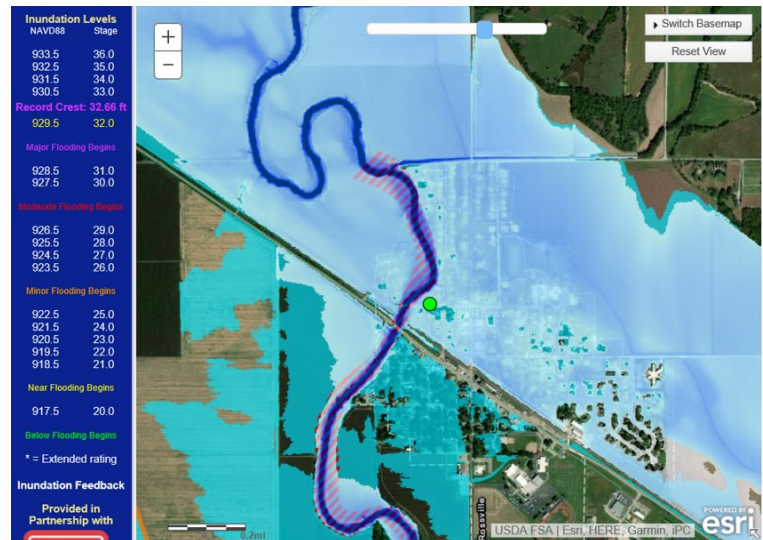 Inundation Levels
NAVD88 Stage
933.5 36.0
932.5 35.0
931.5 34.0
930.5 33.0
Record Crest: 32.66 ft
929.5 32.0
Major Flooding Begins
928.5 31.0
927.5 30.0
Moderate Flooding Begins
926.5 29.0
925.5 28.0
924.5 27.0
923.5 26.0
Minor Flooding Begins
922.5 25.0
921.5 24.0
920.5 23.0
919.5 22.0
918.5 21.0
Near Flooding Begins
917.5 20.0
Below Flooding Begins
* = Extended rating
Inundation Feedback
Provided in
Partnership with
+
−
Switch Basemap
Reset View
Rossville
Rossville
0.2mi
USDA FSA | Esri, HERE, Garmin, iPC
POWERED BY
esri